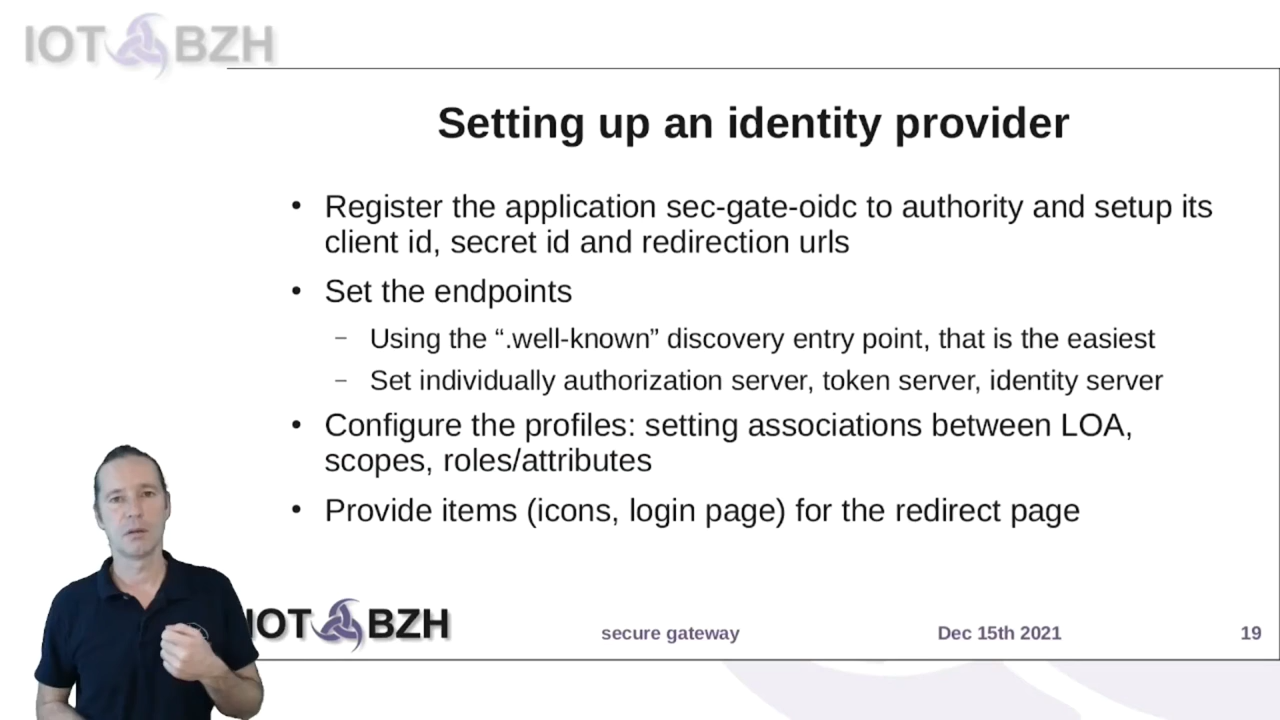 IOT BZH
Setting up an identity provider
• Register the application sec-gate-oidc to authority and setup its
client id, secret id and redirection urls
• Set the endpoints
– Using the “.well-known” discovery entry point, that is the easiest
– Set individually authorization server, token server, identity server
• Configure the profiles: setting associations between LOA,
scopes, roles/attributes
• Provide items (icons, login page) for the redirect page
IOT BZH
secure gateway
Dec 15th 2021
19